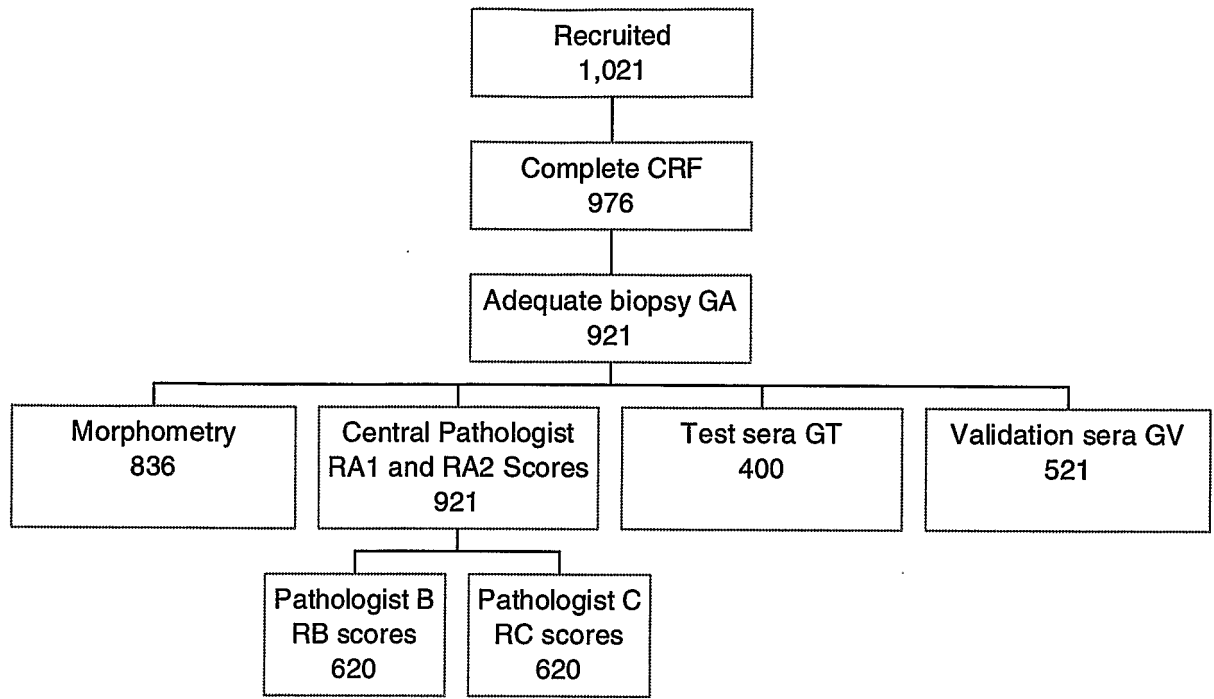 Recruited
1,021
Complete CRF
976
Adequate biopsy GA
921
Morphometry
836
Central Pathologist
RA1 and RA2 Scores
921
Test sera GT
400
Validation sera GV
521
Pathologist B
RB scores
620
Pathologist C
RC scores
620